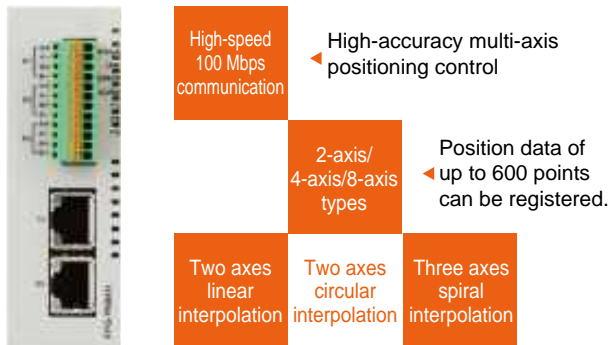 High-speed
100 Mbps
communication
High-accuracy multi-axis
positioning control
2-axis/
4-axis/8-axis
types
Position data of
up to 600 points
can be registered.
Two axes
linear
interpolation
Two axes
circular
interpolation
Three axes
spiral
interpolation